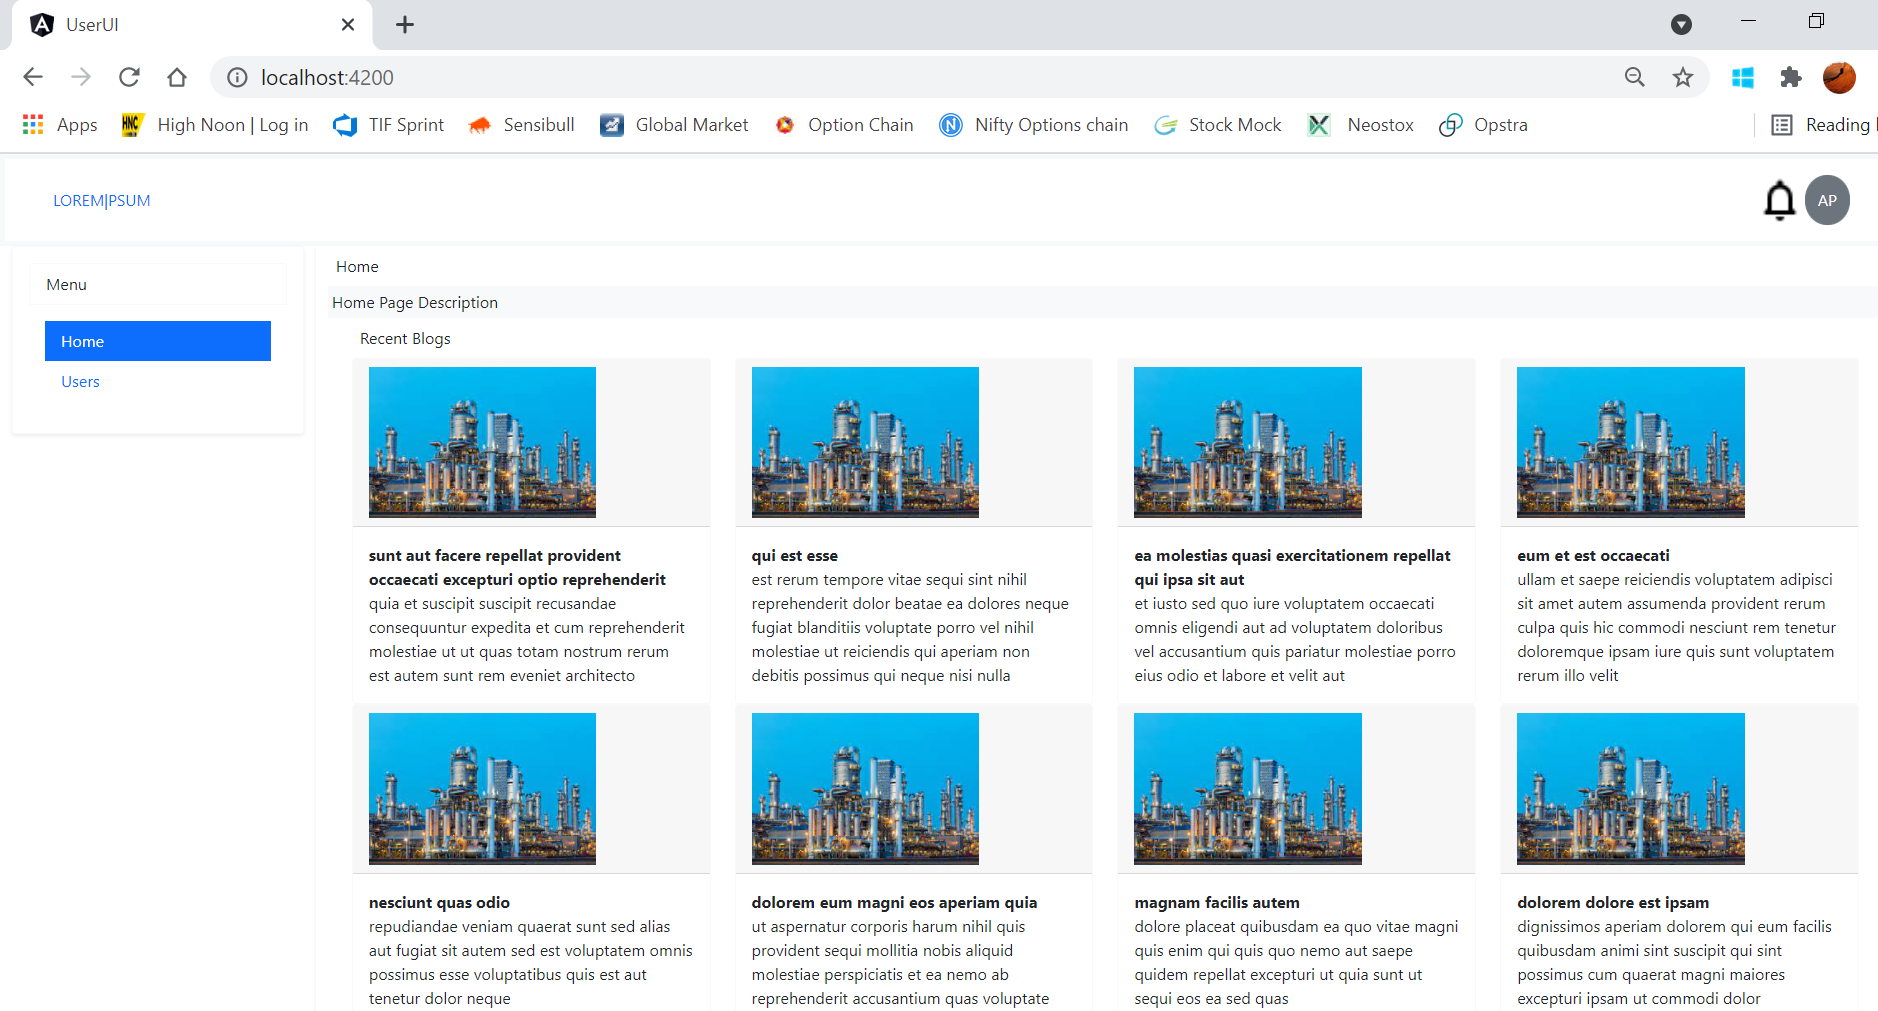 UserUI
localhost:4200
Apps
HNC
High Noon | Log in
TIF Sprint
Sensibull
Global Market
Option Chain
N
Nifty Options chain
Stock Mock
Neostox
Opstra
Reading
LOREM|PSUM
AP
Menu
Home
Users
Home
Home Page Description
Recent Blogs
sunt aut facere repellat provident
occaecati excepturi optio reprehenderit
quia et suscipit suscipit recusandae
consequuntur expedita et cum reprehenderit
molestiae ut ut quas totam nostrum rerum
est autem sunt rem eveniet architecto
qui est esse
est rerum tempore vitae sequi sint nihil
reprehenderit dolor beatae ea dolores neque
fugiat blanditiis voluptate porro vel nihil
molestiae ut reiciendis qui aperiam non
debitis possimus qui neque nisi nulla
ea molestias quasi exercitationem repellat
qui ipsa sit aut
et iusto sed quo iure voluptatem occaecati
omnis eligendi aut ad voluptatem doloribus
vel accusantium quis pariatur molestiae porro
eius odio et labore et velit aut
eum et est occaecati
ullam et saepe reiciendis voluptatem adipisci
sit amet autem assumenda provident rerum
culpa quis hic commodi nesciunt rem tenetur
doloremque ipsam iure quis sunt voluptatem
rerum illo velit
nesciunt quas odio
repudiandae veniam quaerat sunt sed alias
aut fugiat sit autem sed est voluptatem omnis
possimus esse voluptatibus quis est aut
tenetur dolor neque
dolorem eum magni eos aperiam quia
ut aspernatur corporis harum nihil quis
provident sequi mollitia nobis aliquid
molestiae perspiciatis et ea nemo ab
reprehenderit accusantium quas voluptate
magnam facilis autem
dolore placeat quibusdam ea quo vitae magni
quis enim qui quis quo nemo aut saepe
quidem repellat excepturi ut quia sunt ut
sequi eos ea sed quas
dolorem dolore est ipsam
dignissimos aperiam dolorem qui eum facilis
quibusdam animi sint suscipit qui sint
possimus cum quaerat magni maiores
excepturi ipsam ut commodi dolor